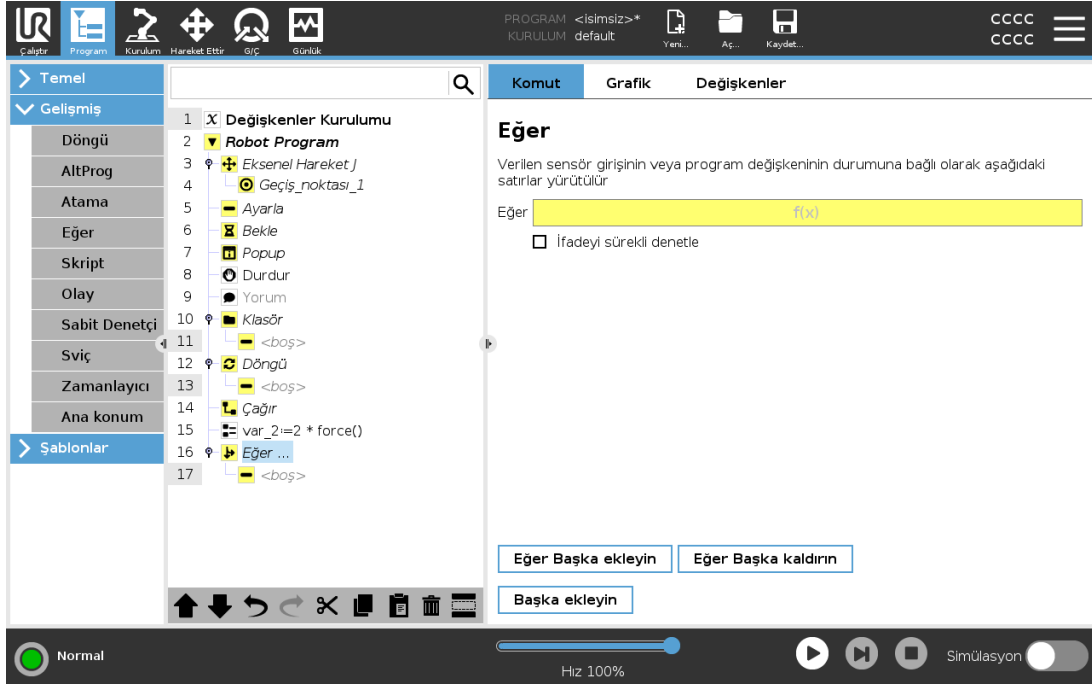 PROGRAM <isimsiz>*
KURULUM default
Çalıştır Program Kurulum Hareket Ettir G/Ç Günlük Yeni... Aç... Kaydet...
CCCC
CCCC
Temel
Gelişmiş
Döngü
AltProg
Atama
Eğer
Skript
Olay
Sabit Denetçi
Sviç
Zamanlayıcı
Ana konum
Şablonlar
1 X Değişkenler Kurulumu
2 Robot Program
3 Eksenel Hareket J
4 Geçiş_noktası_1
5 Ayarla
6 Bekle
7 Popup
8 Durdur
9 Yorum
10 Klasör
11 <boş>
12 Döngü
13 <boş>
14 Çağır
15 var_2:=2 * force()
16 Eğer ...
17 <boş>
Komut Grafik Değişkenler
Eğer
Verilen sensör girişinin veya program değişkeninin durumuna bağlı olarak aşağıdaki
satırlar yürütülür
Eğer f(x)
İfadeyi sürekli denetle
Eğer Başka ekleyin Eğer Başka kaldırın
Başka ekleyin
Normal
Hız 100%
Simülasyon